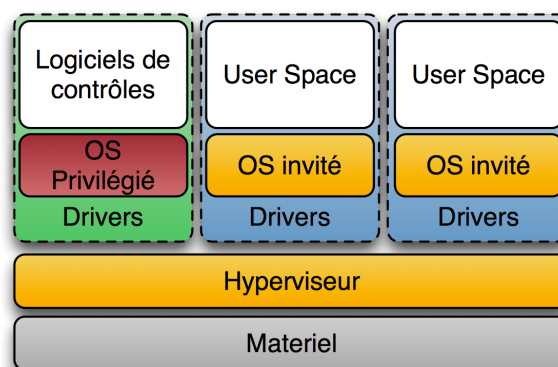 Logiciels de
contrôles
User Space
User Space
OS
Privilégié
OS invité
OS invité
Drivers
Drivers
Drivers
Hyperviseur
Materiel